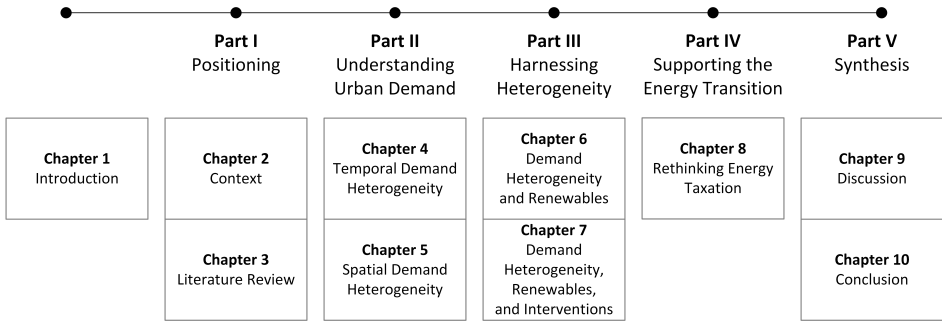 Part I
Positioning
Part II
Understanding
Urban Demand
Part III
Harnessing
Heterogeneity
Part IV
Supporting the
Energy Transition
Part V
Synthesis
Chapter 1
Introduction
Chapter 2
Context
Chapter 3
Literature Review
Chapter 4
Temporal Demand
Heterogeneity
Chapter 5
Spatial Demand
Heterogeneity
Chapter 6
Demand
Heterogeneity
and Renewables
Chapter 7
Demand
Heterogeneity,
Renewables,
and Interventions
Chapter 8
Rethinking Energy
Taxation
Chapter 9
Discussion
Chapter 10
Conclusion